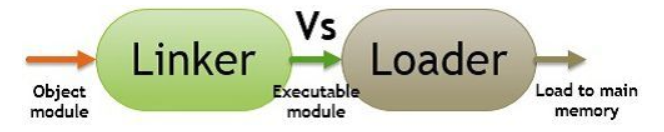 Vs
Linker
Loader
Object
module
Executable
module
Load to main
memory